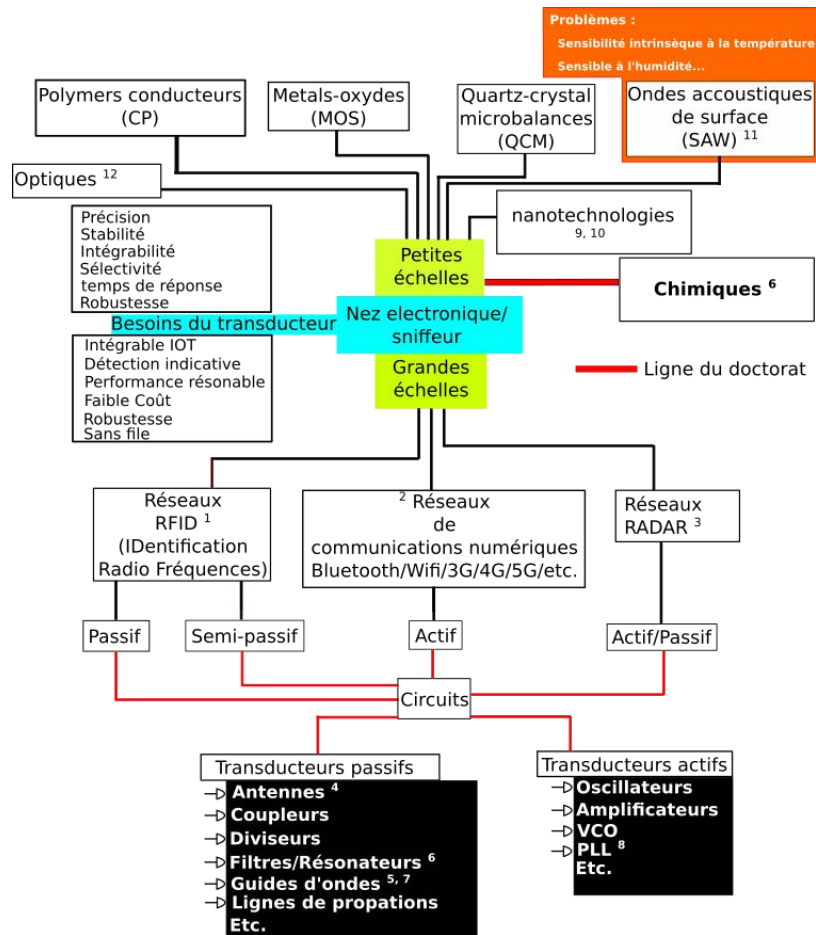 Problèmes :
Sensibilité intrinsèque à la température
Sensible à l'humidité...
Polymers conducteurs
(CP)
Metals-oxydes
(MOS)
Quartz-crystal
microbalances
(QCM)
Ondes accoustiques
de surface
(SAW) 11
Optiques 12
nanotechnologies
9, 10
Précision
Stabilité
Intégrabilité
Sélectivité
temps de réponse
Robustesse
Petites
échelles
Chimiques 6
Besoins du transducteur
Nez electronique/
sniffeur
Intégrable IOT
Détection indicative
Performance résonable
Faible Coût
Robustesse
Sans file
Grandes
échelles
Ligne du doctorat
Réseaux
RFID 1
(IDentification
Radio Fréquences)
2 Réseaux
de
communications numériques
Bluetooth/Wifi/3G/4G/5G/etc.
Réseaux
RADAR 3
Passif
Semi-passif
Actif
Actif/Passif
Circuits
Transducteurs passifs
Antennes 4
Coupleurs
Diviseurs
Filtres/Résonateurs 6
Guides d'ondes 5, 7
Lignes de propations
Etc.
Transducteurs actifs
Oscillateurs
Amplificateurs
VCO
PLL 8
Etc.